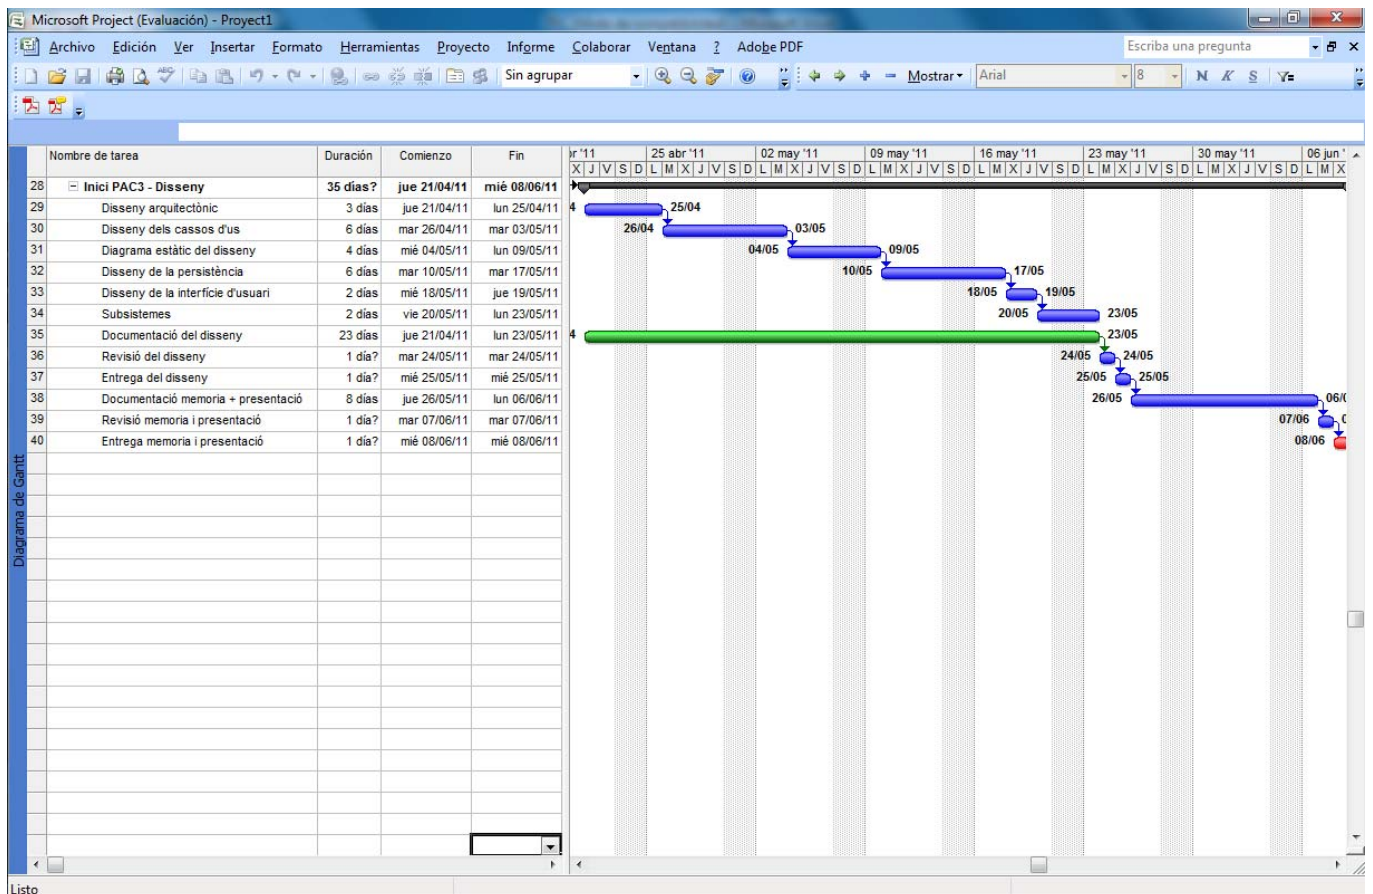 Microsoft Project (Evaluación) - Proyect1
Archivo Edición Ver Insertar Formato Herramientas Proyecto Informe Colaborar Ventana ? Adobe PDF Escriba una pregunta
Sin agrupar Mostrar Arial 8 N K S
Nombre de tarea Duración Comienzo Fin
br '11 25 abr '11 02 may '11 09 may '11 16 may '11 23 may '11 30 may '11 06 jun '
X J V S D L M X J V S D L M X J V S D L M X J V S D L M X J V S D L M X J V S D L M X J V S D L M X
28 Inici PAC3 - Disseny 35 días? jue 21/04/11 mié 08/06/11
29 Disseny arquitectònic 3 días jue 21/04/11 lun 25/04/11 4 25/04
30 Disseny dels cassos d'us 6 días mar 26/04/11 mar 03/05/11 26/04 03/05
31 Diagrama estàtic del disseny 4 días mié 04/05/11 lun 09/05/11 04/05 09/05
32 Disseny de la persistència 6 días mar 10/05/11 mar 17/05/11 10/05 17/05
33 Disseny de la interfície d'usuari 2 días mié 18/05/11 jue 19/05/11 18/05 19/05
34 Subsistemes 2 días vie 20/05/11 lun 23/05/11 20/05 23/05
35 Documentació del disseny 23 días jue 21/04/11 lun 23/05/11 4 23/05
36 Revisió del disseny 1 día? mar 24/05/11 mar 24/05/11 24/05 24/05
37 Entrega del disseny 1 día? mié 25/05/11 mié 25/05/11 25/05 25/05
38 Documentació memoria + presentació 8 días jue 26/05/11 lun 06/06/11 26/05 06/0
39 Revisió memoria i presentació 1 día? mar 07/06/11 mar 07/06/11 07/06 0
40 Entrega memoria i presentació 1 día? mié 08/06/11 mié 08/06/11 08/06
Diagrama de Gantt
Listo